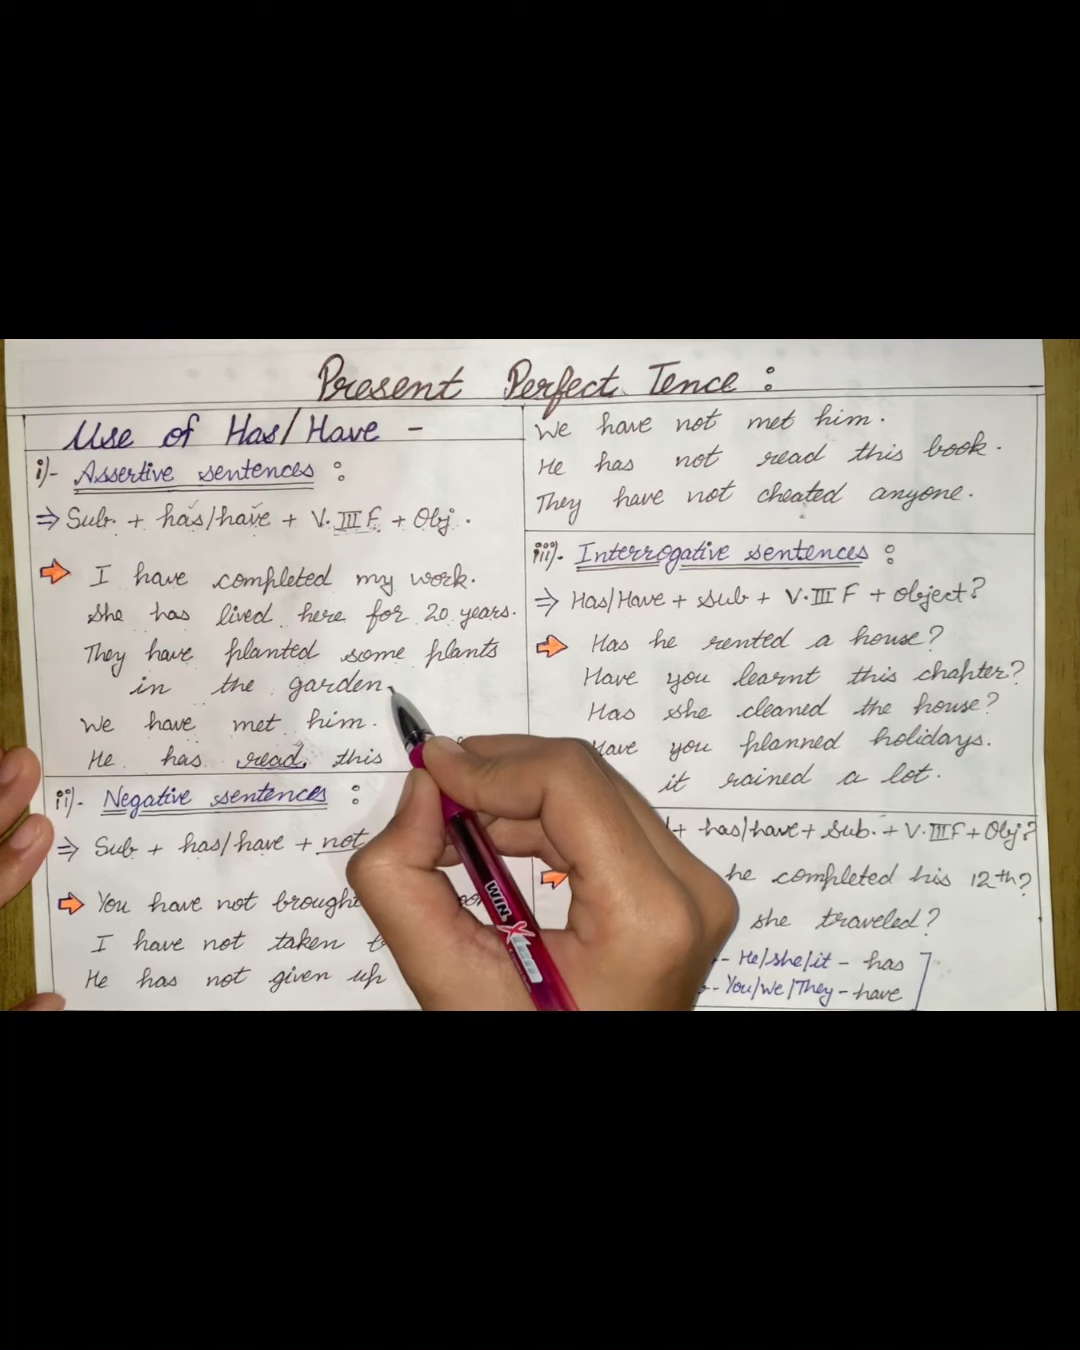 Present Perfect Tence :
Use of Has/Have -
i)- Assertive sentences :
⇒ Sub. + has/have + V.III F. + Obj.
I have completed my work.
She has lived here for 20 years.
They have planted some plants
in the garden.
We have met him.
He has read this
ii)- Negative sentences :
⇒ Sub + has/have + not
You have not brought
I have not taken
He has not given up
We have not met him.
He has not read this book.
They have not cheated anyone.
iii)- Interrogative sentences :
⇒ Has/Have + sub + V.III F + object?
Has he rented a house?
Have you learnt this chapter?
Has she cleaned the house?
Have you planned holidays.
it rained a lot.
+ has/have + sub. + V.III F + Obj?
he completed his 12th?
she traveled?
- He/she/it - has
- You/We/They - have
WIN X